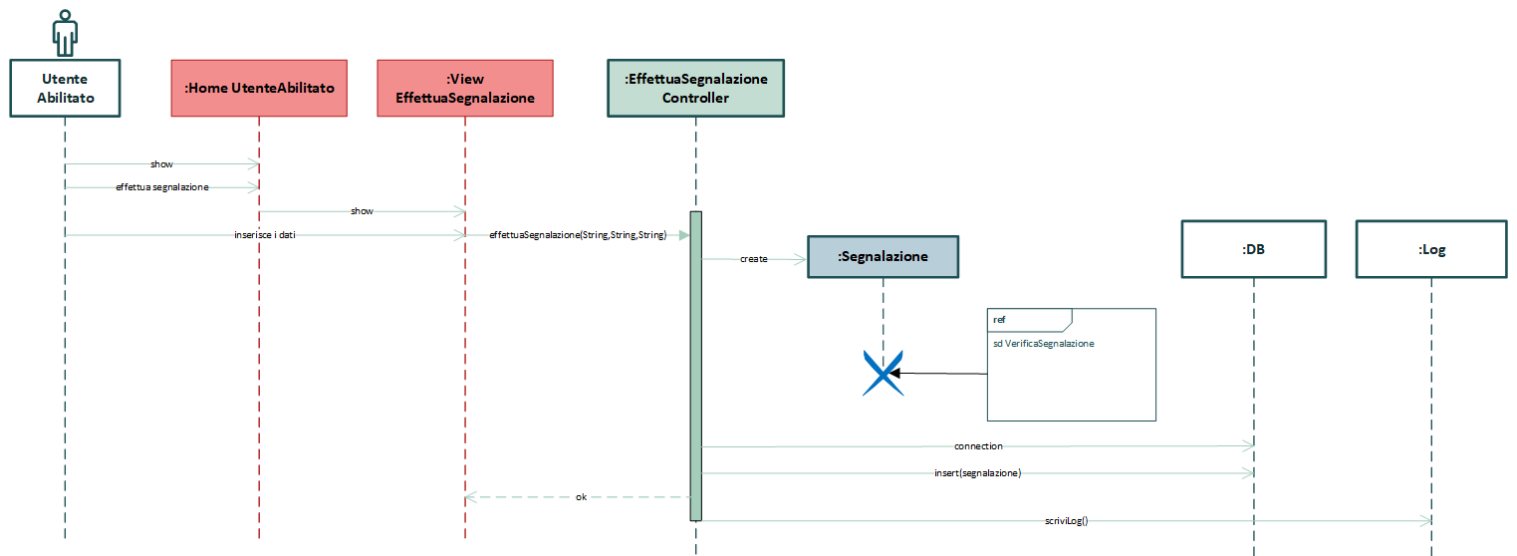 Utente
Abilitato
:Home UtenteAbilitato
:View
EffettuaSegnalazione
:EffettuaSegnalazione
Controller
show
effettua segnalazione
show
inserisce i dati
effettuaSegnalazione(String,String,String)
create
:Segnalazione
:DB
:Log
ref
sd VerificaSegnalazione
connection
insert(segnalazione)
ok
scriviLog()